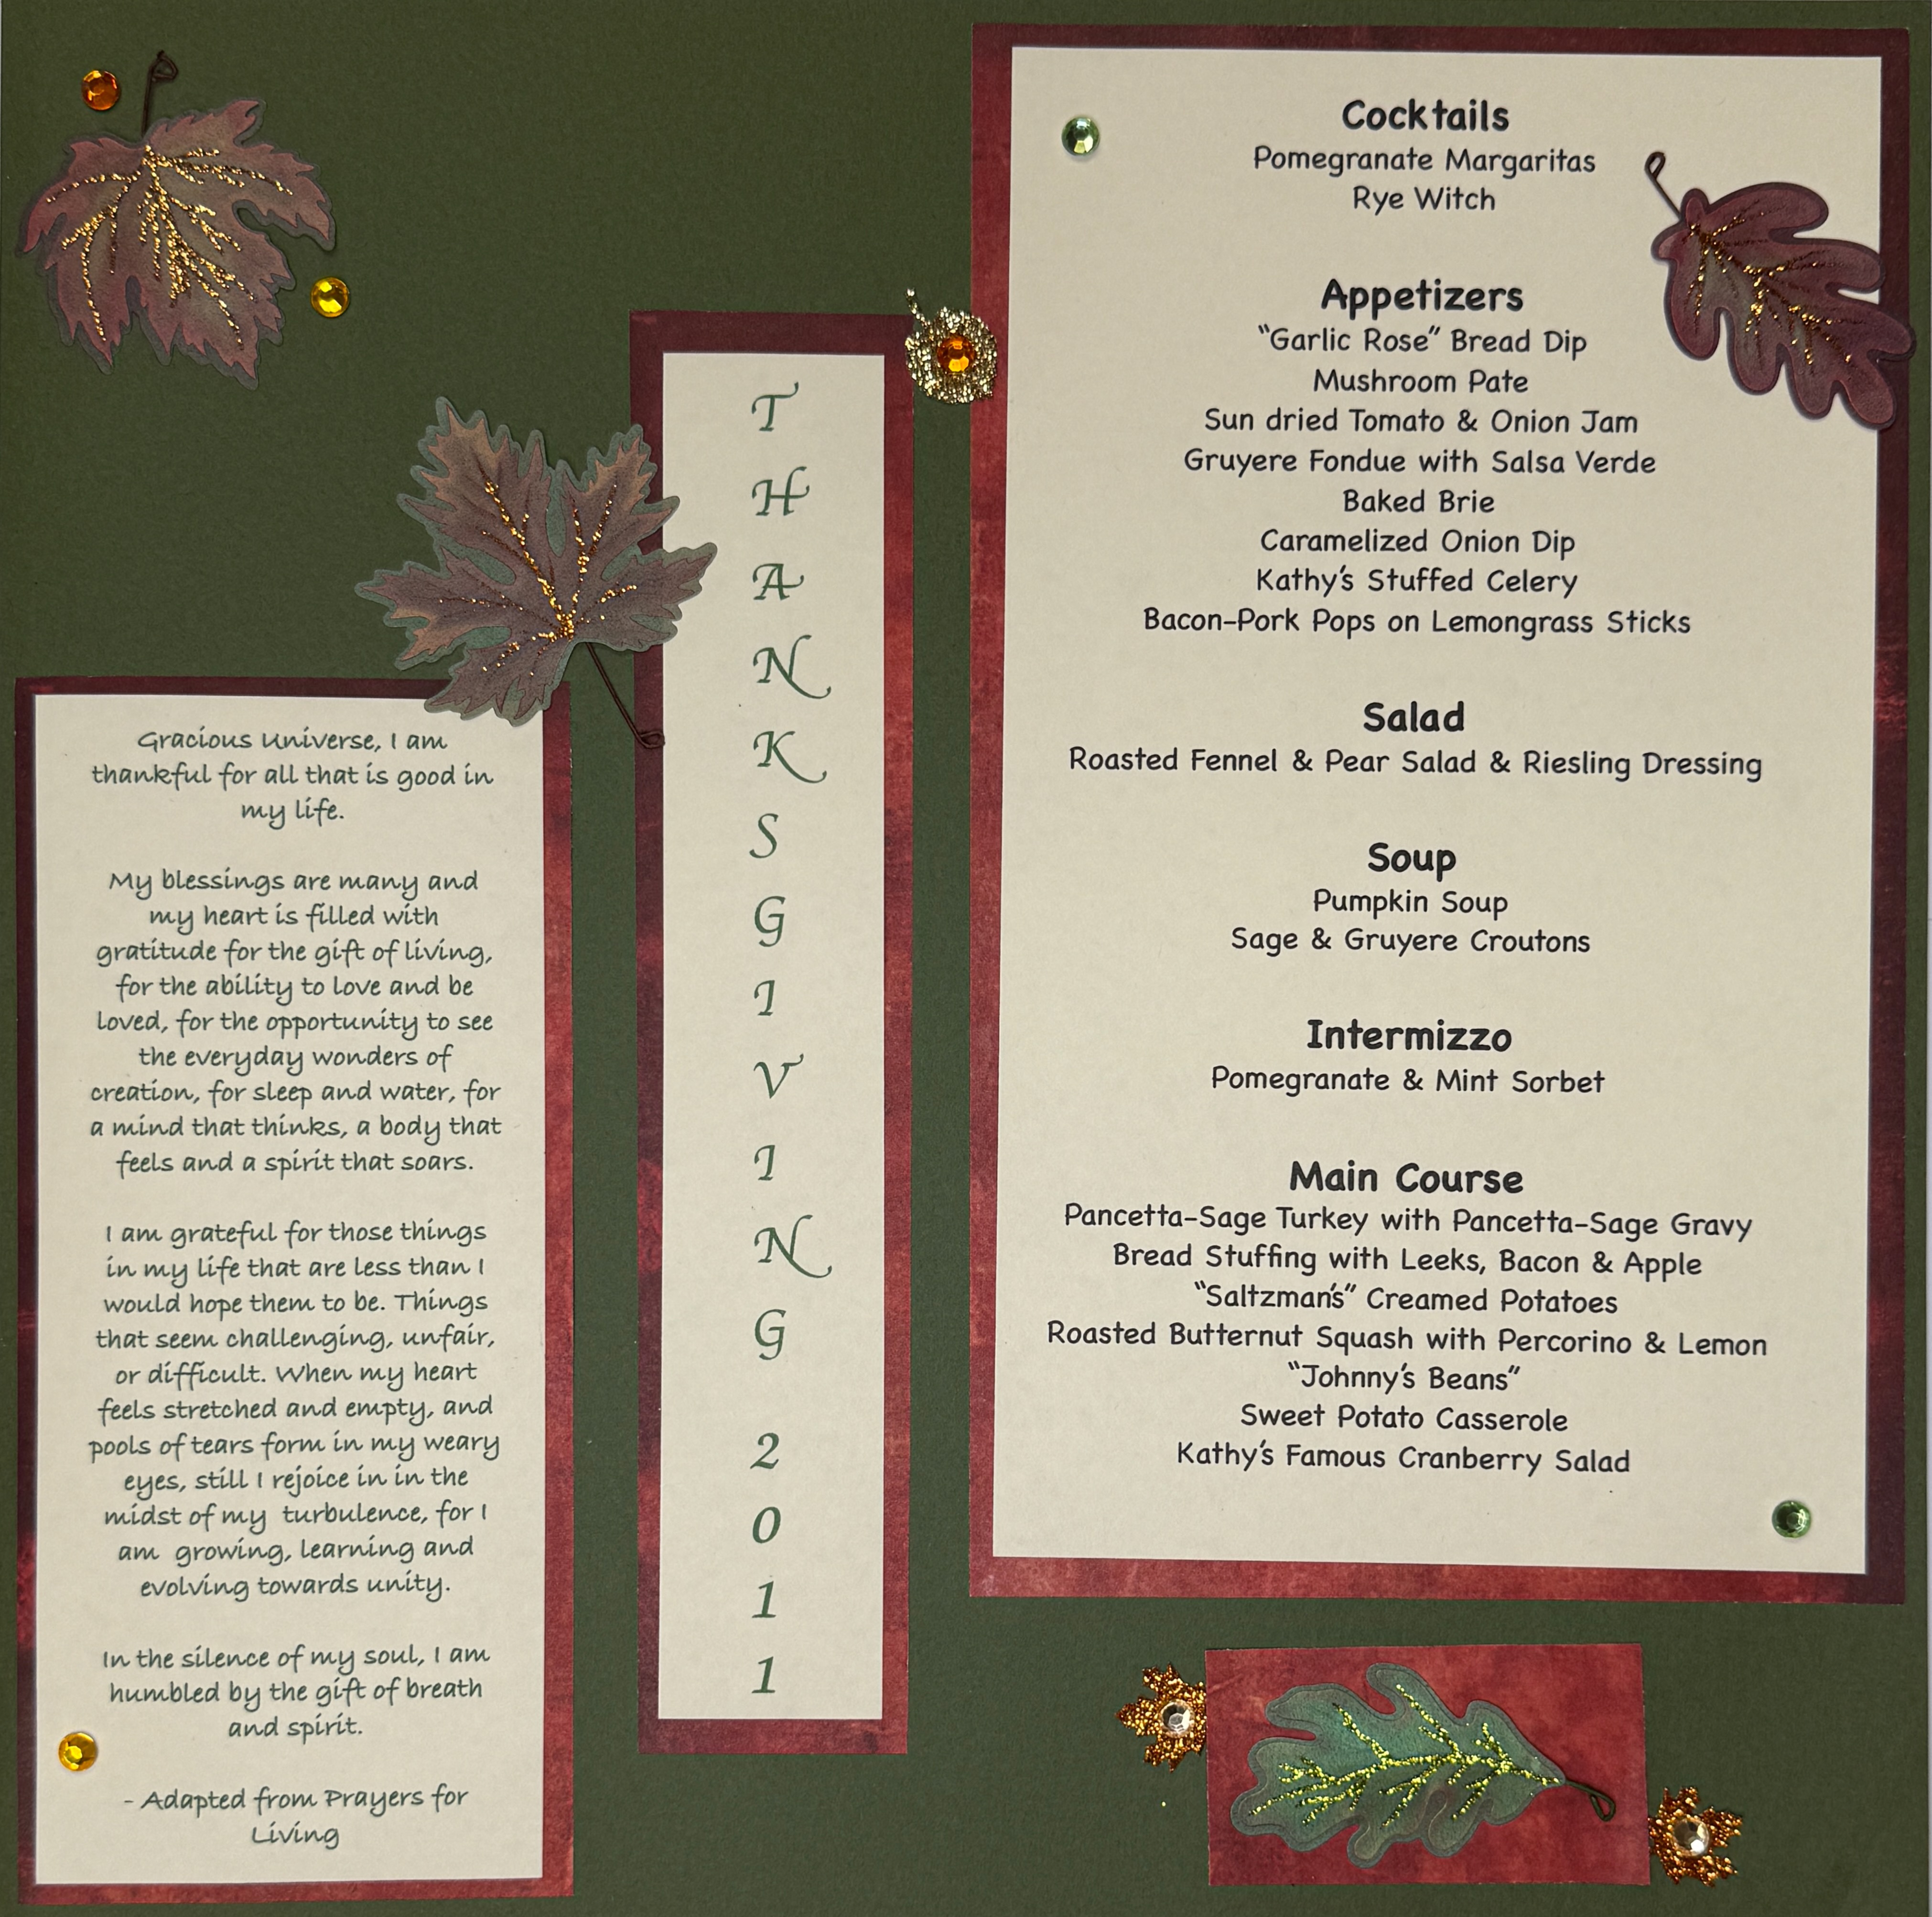 Gracious Universe, I am
thankful for all that is good in
my life.
My blessings are many and
my heart is filled with
gratitude for the gift of living,
for the ability to love and be
loved, for the opportunity to see
the everyday wonders of
creation, for sleep and water, for
a mind that thinks, a body that
feels and a spirit that soars.
I am grateful for those things
in my life that are less than I
would hope them to be. Things
that seem challenging, unfair,
or difficult. When my heart
feels stretched and empty, and
pools of tears form in my weary
eyes, still I rejoice in in the
midst of my turbulence, for I
am growing, learning and
evolving towards unity.
In the silence of my soul, I am
humbled by the gift of breath
and spirit.
- Adapted from Prayers for
Living
T
H
A
N
K
S
G
I
V
I
N
G
2
0
1
1
Cocktails
Pomegranate Margaritas
Rye Witch
Appetizers
“Garlic Rose” Bread Dip
Mushroom Pate
Sun dried Tomato & Onion Jam
Gruyere Fondue with Salsa Verde
Baked Brie
Caramelized Onion Dip
Kathy’s Stuffed Celery
Bacon-Pork Pops on Lemongrass Sticks
Salad
Roasted Fennel & Pear Salad & Riesling Dressing
Soup
Pumpkin Soup
Sage & Gruyere Croutons
Intermizzo
Pomegranate & Mint Sorbet
Main Course
Pancetta-Sage Turkey with Pancetta-Sage Gravy
Bread Stuffing with Leeks, Bacon & Apple
“Saltzman’s” Creamed Potatoes
Roasted Butternut Squash with Percorino & Lemon
“Johnny’s Beans”
Sweet Potato Casserole
Kathy’s Famous Cranberry Salad